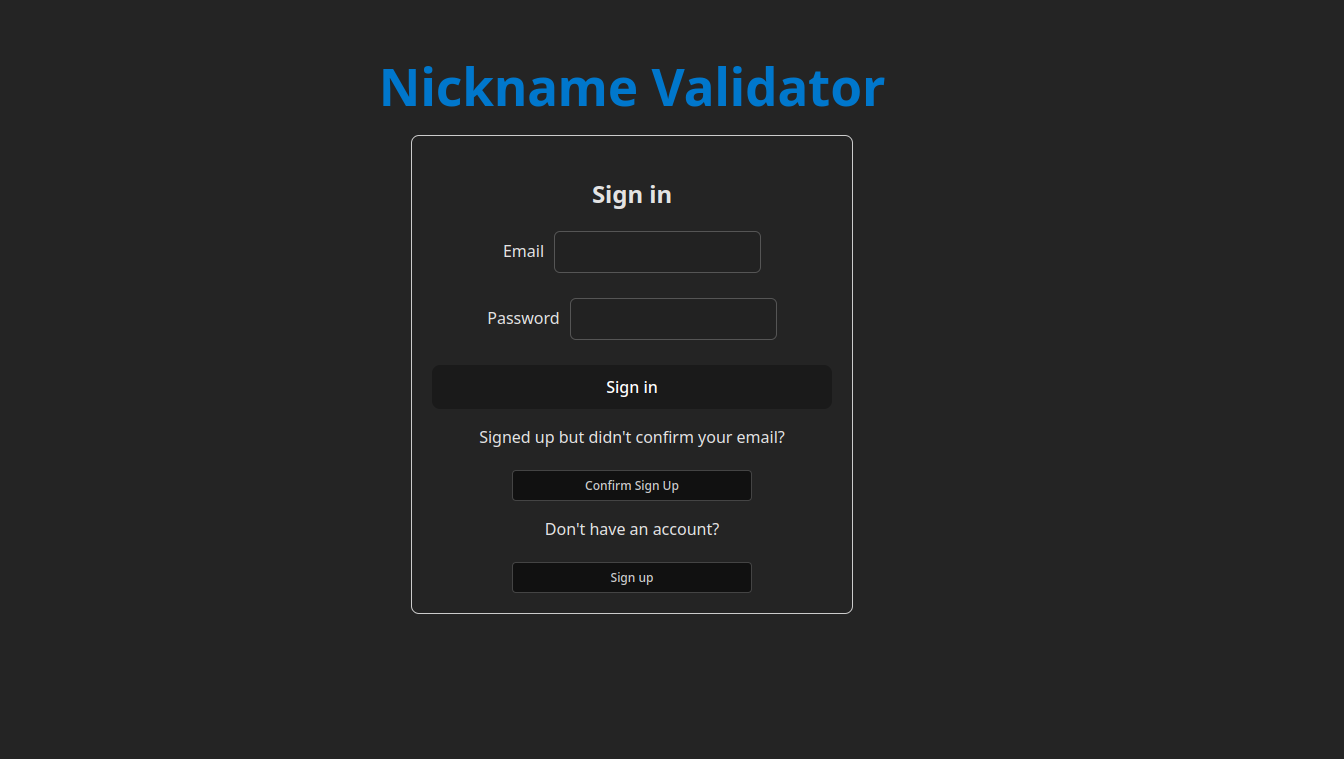 Nickname Validator
Sign in
Email
Password
Sign in
Signed up but didn't confirm your email?
Confirm Sign Up
Don't have an account?
Sign up